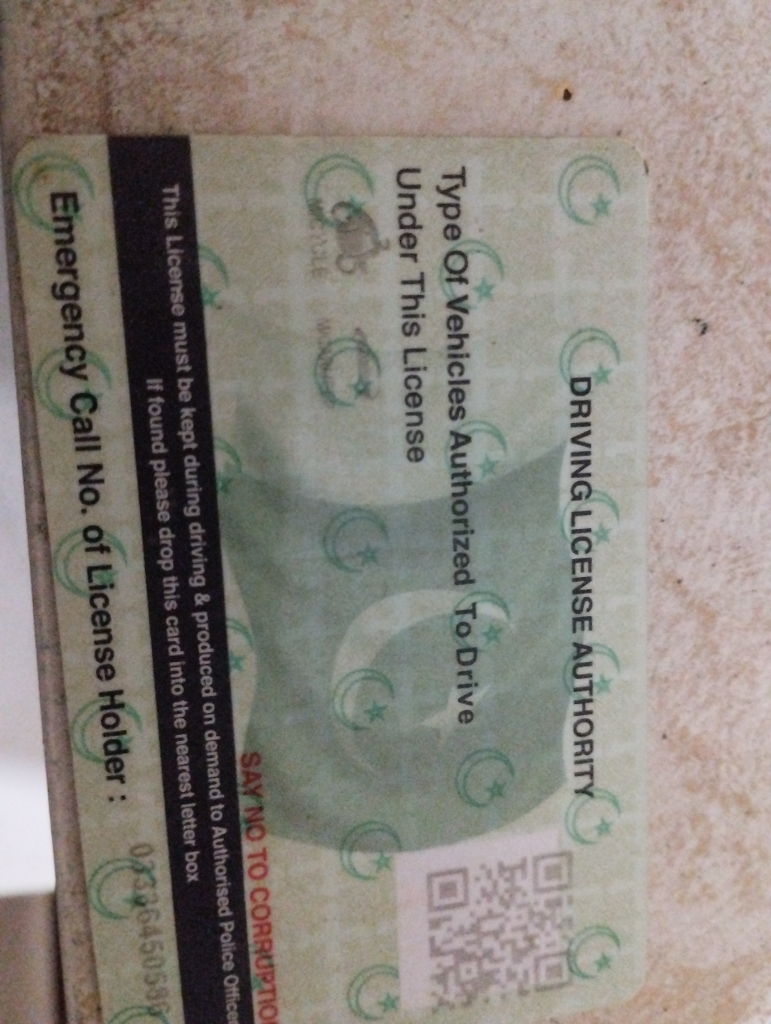 DRIVING LICENSE AUTHORITY
Type Of Vehicles Authorized To Drive
Under This License
SAY NO TO CORRUPTION
This License must be kept during driving & produced on demand to Authorised Police Officer
If found please drop this card into the nearest letter box
Emergency Call No. of License Holder :